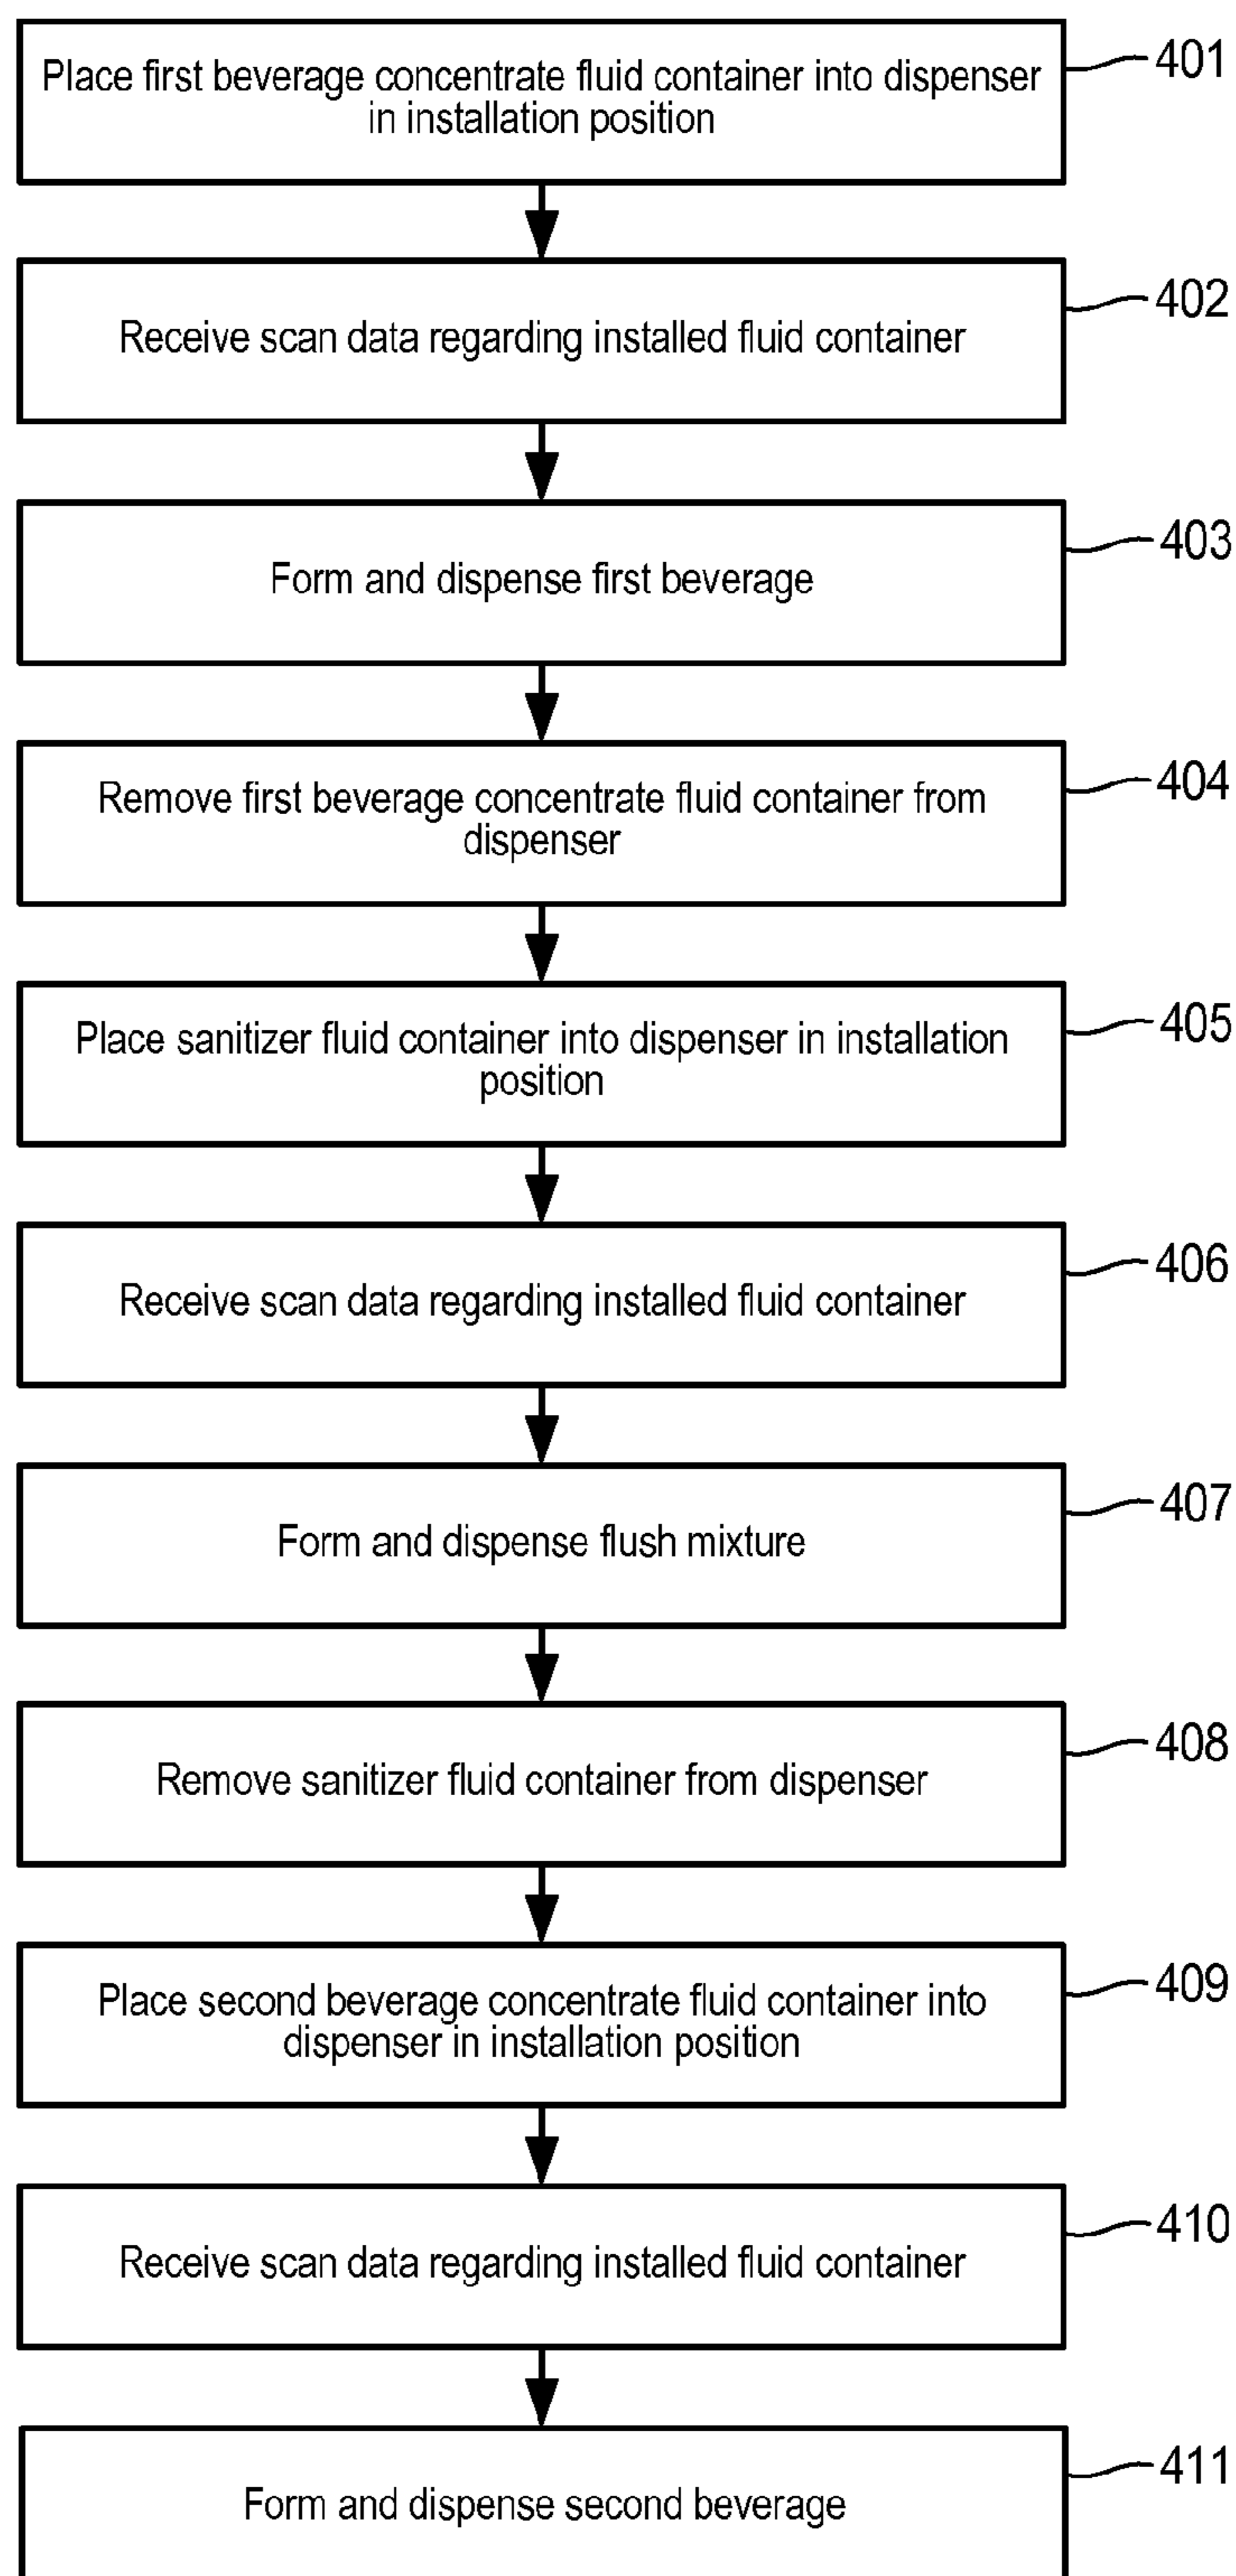 Place first beverage concentrate fluid container into dispenser
in installation position
401
Receive scan data regarding installed fluid container
402
Form and dispense first beverage
403
Remove first beverage concentrate fluid container from
dispenser
404
Place sanitizer fluid container into dispenser in installation
position
405
Receive scan data regarding installed fluid container
406
Form and dispense flush mixture
407
Remove sanitizer fluid container from dispenser
408
Place second beverage concentrate fluid container into
dispenser in installation position
409
Receive scan data regarding installed fluid container
410
Form and dispense second beverage
411